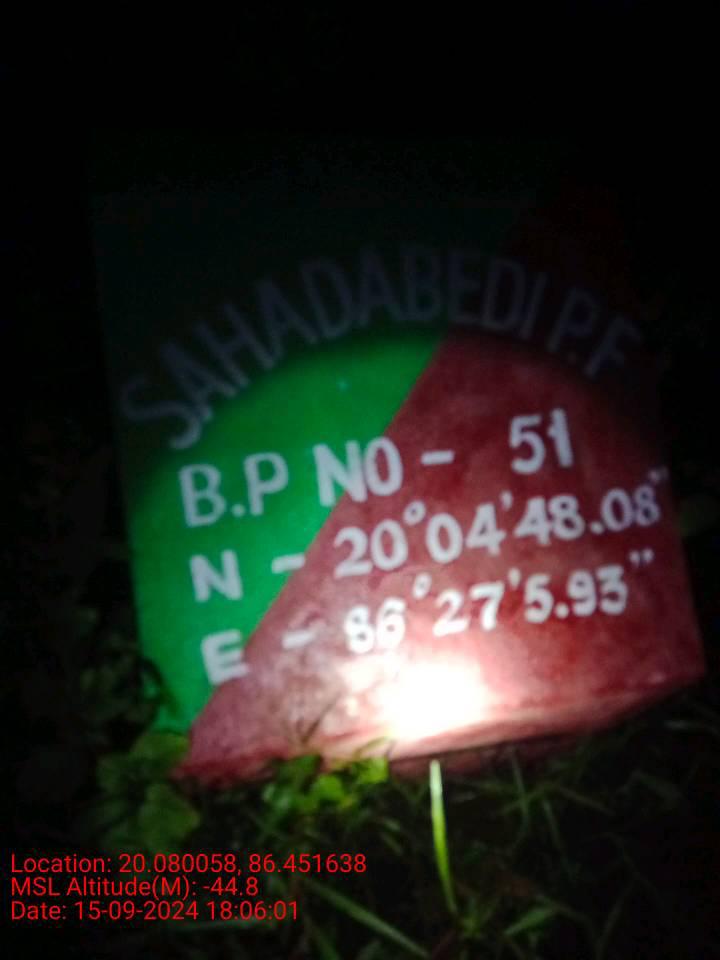 SAHADABEDI P.F
B.P NO - 51
N - 20°04'48.08"
E - 86°27'5.93"
Location: 20.080058, 86.451638
MSL Altitude(M): -44.8
Date: 15-09-2024 18:06:01